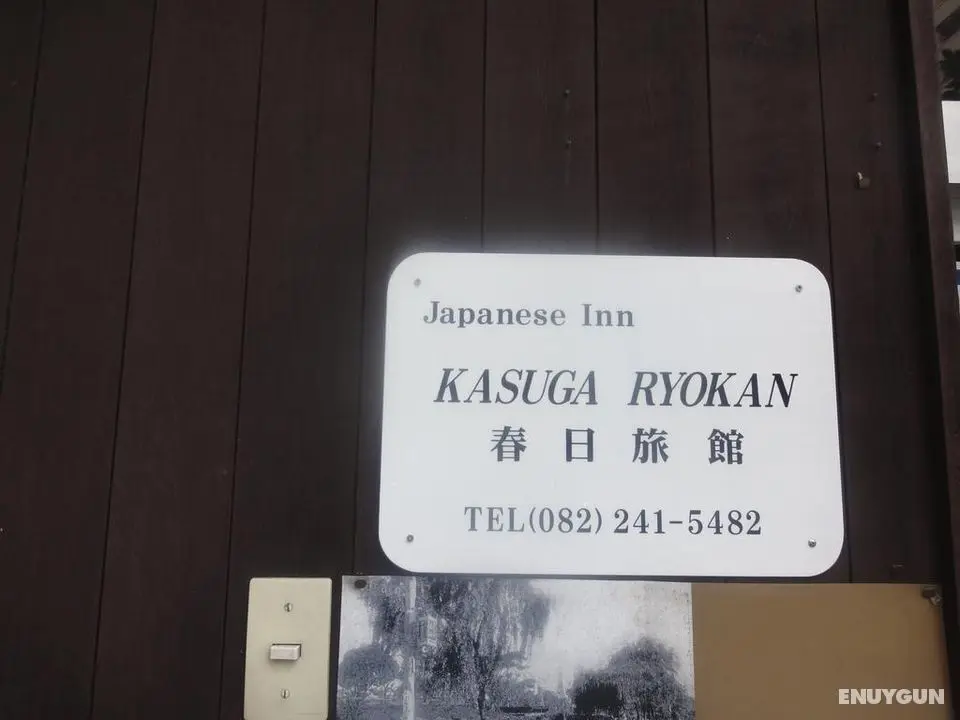 Japanese Inn
KASUGA RYOKAN
春日旅館
TEL(082) 241-5482
ENUYGUN